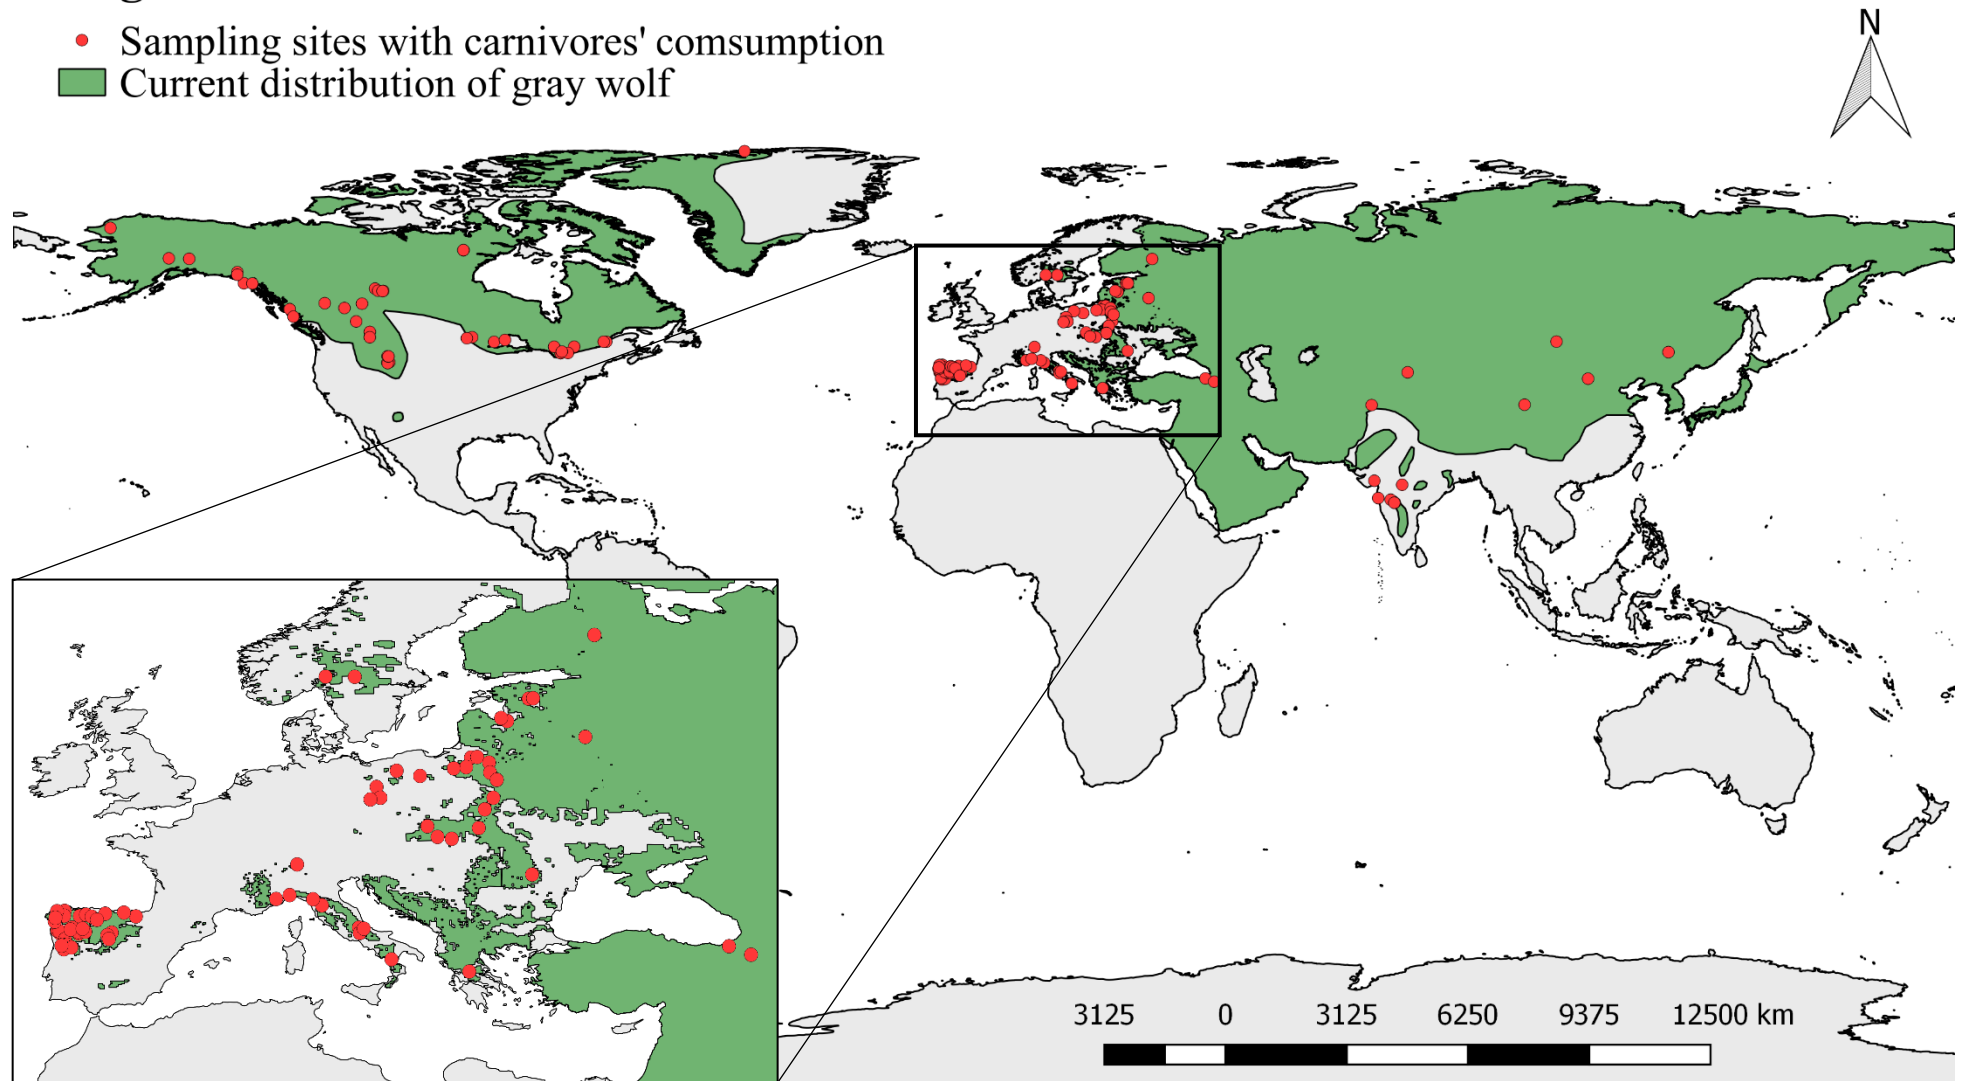 Sampling sites with carnivores' comsumption
Current distribution of gray wolf
N
3125 0 3125 6250 9375 12500 km